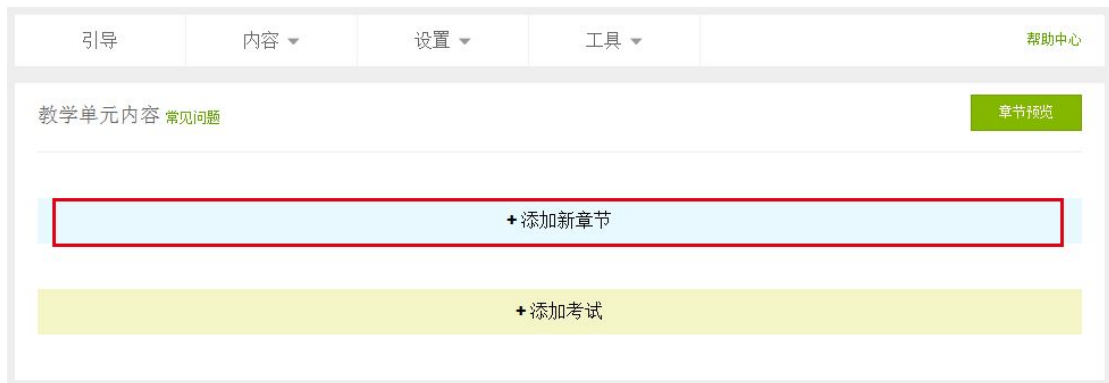 引导 内容 设置 工具 帮助中心
教学单元内容 常见问题 章节预览
+添加新章节
+添加考试